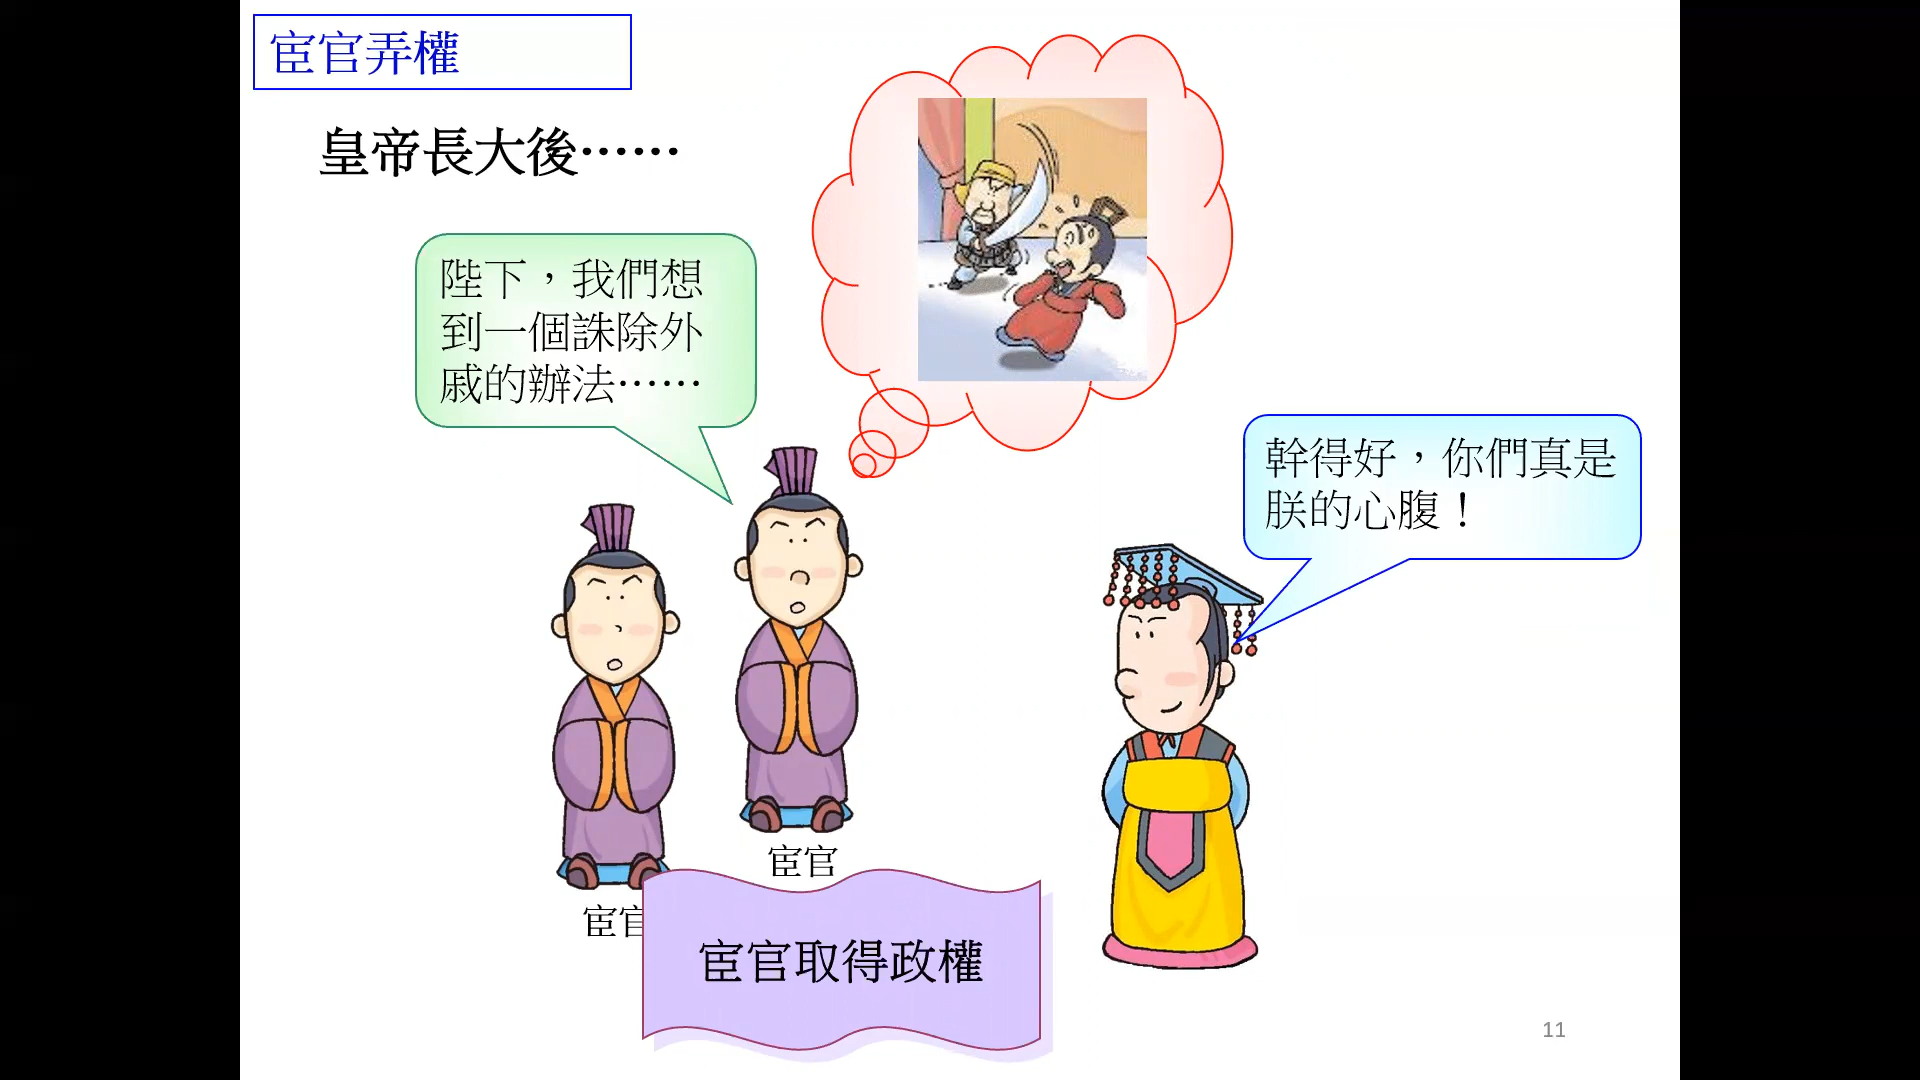 宦官弄權
皇帝長大後⋯⋯
陛下，我們想
到一個誅除外
戚的辦法⋯⋯
幹得好，你們真是
朕的心腹！
宦官
宦官
宦官取得政權
11